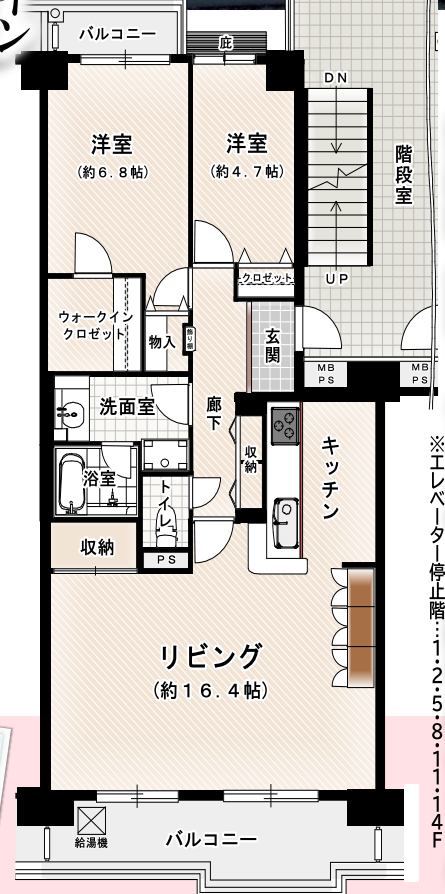 ン
バルコニー
庇
DN
洋室
(約6.8帖)
洋室
(約4.7帖)
階段室
UP
クロゼット
ウォークイン
クロゼット
物入
飾り棚
玄関
MB
PS
MB
PS
洗面室
廊下
収納
キッチン
浴室
トイレ
収納
PS
リビング
(約16.4帖)
※エレベーター停止階…1・2・5・8・11・14F
給湯機
バルコニー